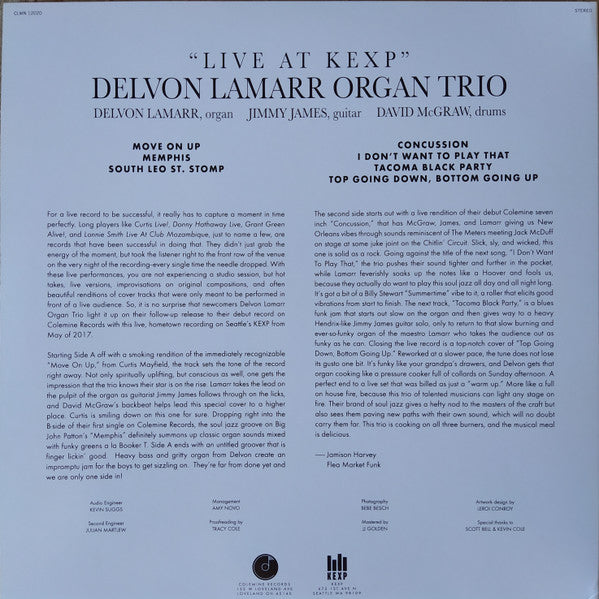 CLMN 12020
STEREO
"LIVE AT KEXP"
DELVON LAMARR ORGAN TRIO
DELVON LAMARR, organ JIMMY JAMES, guitar DAVID McGRAW, drums
MOVE ON UP
MEMPHIS
SOUTH LEO ST. STOMP
CONCUSSION
I DON'T WANT TO PLAY THAT
TACOMA BLACK PARTY
TOP GOING DOWN, BOTTOM GOING UP
For a live record to be successful, it really has to capture a moment in time
perfectly. Long players like Curtis Live!, Donny Hathaway Live, Grant Green
Alive!, and Lonnie Smith Live At Club Mozambique, just to name a few, are
records that have been successful in doing that. They didn't just grab the
energy of the moment, but took the listener right to the front row of the venue
on the very night of the recording-every single time the needle dropped. With
these live performances, you are not experiencing a studio session, but hot
takes, live versions, improvisations on original compositions, and often
beautiful renditions of cover tracks that were only meant to be performed in
front of a live audience. So, it is no surprise that newcomers Delvon Lamarr
Organ Trio light it up on their follow-up release to their debut record on
Colemine Records with this live, hometown recording on Seattle's KEXP from
May of 2017.
Starting Side A off with a smoking rendition of the immediately recognizable
"Move On Up," from Curtis Mayfield, the track sets the tone of the record
right away. Not only spiritually uplifting, but conscious as well, one gets the
impression that the trio knows their star is on the rise. Lamarr takes the lead on
the pulpit of the organ as guitarist Jimmy James follows through on the licks,
and David McGraw's backbeat helps lead this special cover to a higher
place. Curtis is smiling down on this one for sure. Dropping right into the
B-side of their first single on Colemine Records, the soul jazz groove on Big
John Patton's "Memphis" definitely summons up classic organ sounds mixed
with funky greens a la Booker T. Side A ends with an untitled groover that is
finger lickin' good. Heavy bass and gritty organ from Delvon create an
impromptu jam for the boys to get sizzling on. They're far from done yet and
we are only one side in!
The second side starts out with a live rendition of their debut Colemine seven
inch "Concussion," that has McGraw, James, and Lamarr giving us New
Orleans vibes through sounds reminiscent of The Meters meeting Jack McDuff
on stage at some juke joint on the Chitlin' Circuit. Slick, sly, and wicked, this
one is solid as a rock. Going against the title of the next song, "I Don't Want
To Play That," the trio pushes their sound tighter and further in the pocket,
while Lamarr feverishly soaks up the notes like a Hoover and fools us,
because they actually do want to play this soul jazz all day and all night long.
It's got a bit of a Billy Stewart "Summertime" vibe to it, a roller that elicits good
vibrations from start to finish. The next track, "Tacoma Black Party," is a blues
funk jam that starts out slow on the organ and then gives way to a heavy
Hendrix-like Jimmy James guitar solo, only to return to that slow burning and
ever-so-funky organ of the maestro Lamarr who takes the audience out as
funky as he can. Closing the record is a top-notch cover of "Top Going
Down, Bottom Going Up." Reworked at a slower pace, the tune does not lose
its gusto one bit. It's funky like your grandpa's drawers, and Delvon gets that
organ cooking like a pressure cooker full of collards on Sunday afternoon. A
perfect end to a live set that was billed as just a "warm up." More like a full
on house fire, because this trio of talented musicians can light any stage on
fire. Their brand of soul jazz gives a hefty nod to the masters of the craft but
also sees them paving new paths with their own sound, which will no doubt
carry them far. This trio is cooking on all three burners, and the musical meal
is delicious.
— Jamison Harvey
Flea Market Funk
Audio Engineer
KEVIN SUGGS
Management
AMY NOVO
Photography
BEBE BESCH
Artwork design by
LEROI CONROY
Second Engineer
JULIAN MARTLEW
Proofreading by
TRACY COLE
Mastered by
JJ GOLDEN
Special thanks to
SCOTT BELL & KEVIN COLE
COLEMINE RECORDS
122 W LOVELAND AVE
LOVELAND OH 45140
KEXP
KEXP
472 1ST AVE N
SEATTLE WA 98109